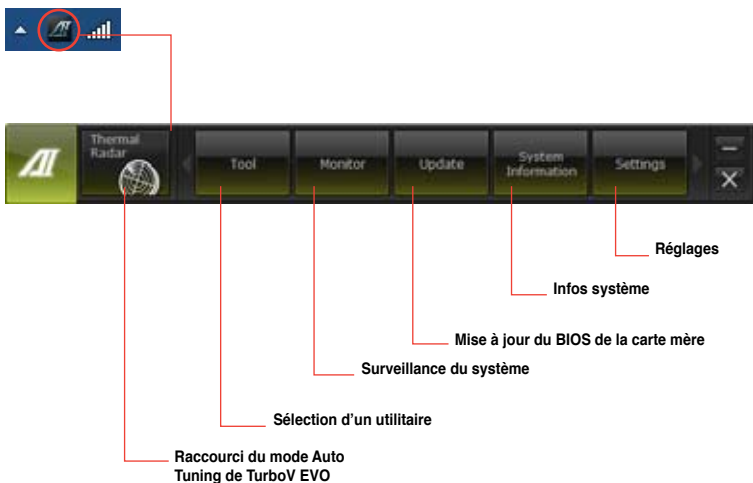 Thermal
Radar
Tool
Monitor
Update
System
Information
Settings
Réglages
Infos système
Mise à jour du BIOS de la carte mère
Surveillance du système
Sélection d'un utilitaire
Raccourci du mode Auto
Tuning de TurboV EVO